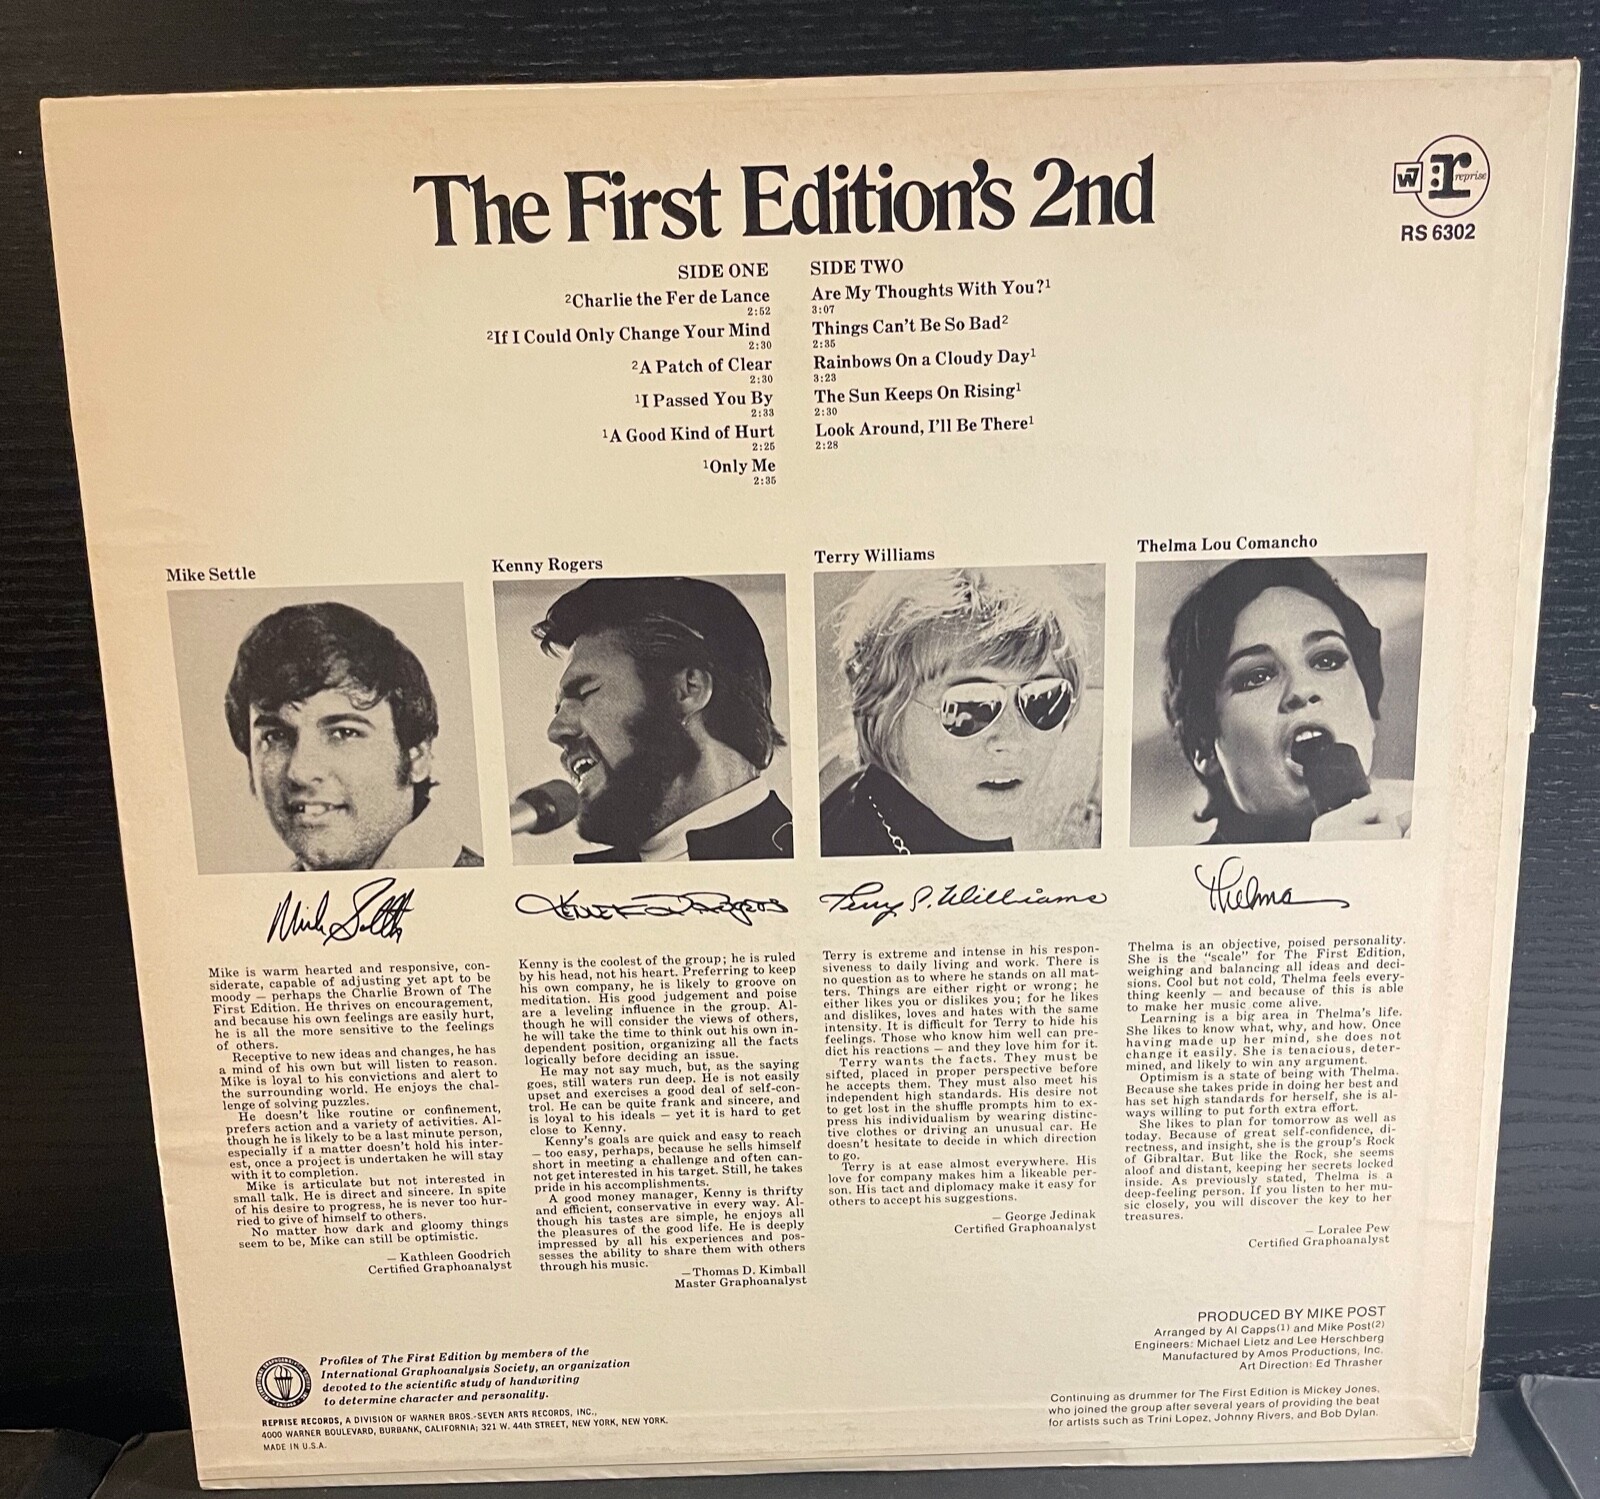 The First Edition's 2nd
W r: reprise
RS 6302
SIDE ONE
²Charlie the Fer de Lance
2:52
²If I Could Only Change Your Mind
2:30
²A Patch of Clear
2:30
¹I Passed You By
2:33
¹A Good Kind of Hurt
2:25
¹Only Me
2:35
SIDE TWO
Are My Thoughts With You?¹
3:07
Things Can't Be So Bad²
2:35
Rainbows On a Cloudy Day¹
3:23
The Sun Keeps On Rising¹
2:30
Look Around, I'll Be There¹
2:28
Mike Settle
Mike Settle
Mike is warm hearted and responsive, con-
siderate, capable of adjusting yet apt to be
moody — perhaps the Charlie Brown of The
First Edition. He thrives on encouragement,
and because his own feelings are easily hurt,
he is all the more sensitive to the feelings
of others.
Receptive to new ideas and changes, he has
a mind of his own but will listen to reason.
Mike is loyal to his convictions and alert to
the surrounding world. He enjoys the chal-
lenge of solving puzzles.
He doesn't like routine or confinement,
prefers action and a variety of activities. Al-
though he is likely to be a last minute person,
especially if a matter doesn't hold his inter-
est, once a project is undertaken he will stay
with it to completion.
Mike is articulate but not interested in
small talk. He is direct and sincere. In spite
of his desire to progress, he is never too hur-
ried to give of himself to others.
No matter how dark and gloomy things
seem to be, Mike can still be optimistic.
— Kathleen Goodrich
Certified Graphoanalyst
Kenny Rogers
Kenneth D Rogers
Kenny is the coolest of the group; he is ruled
by his head, not his heart. Preferring to keep
his own company, he is likely to groove on
meditation. His good judgement and poise
are a leveling influence in the group. Al-
though he will consider the views of others,
he will take the time to think out his own in-
dependent position, organizing all the facts
logically before deciding an issue.
He may not say much, but, as the saying
goes, still waters run deep. He is not easily
upset and exercises a good deal of self-con-
trol. He can be quite frank and sincere, and
is loyal to his ideals — yet it is hard to get
close to Kenny.
Kenny's goals are quick and easy to reach
— too easy, perhaps, because he sells himself
short in meeting a challenge and often can-
not get interested in his target. Still, he takes
pride in his accomplishments.
A good money manager, Kenny is thrifty
and efficient, conservative in every way. Al-
though his tastes are simple, he enjoys all
the pleasures of the good life. He is deeply
impressed by all his experiences and pos-
sesses the ability to share them with others
through his music.
—Thomas D. Kimball
Master Graphoanalyst
Terry Williams
Terry P. Williams
Terry is extreme and intense in his respon-
siveness to daily living and work. There is
no question as to where he stands on all mat-
ters. Things are either right or wrong; he
either likes you or dislikes you; for he likes
and dislikes, loves and hates with the same
intensity. It is difficult for Terry to hide his
feelings. Those who know him well can pre-
dict his reactions — and they love him for it.
Terry wants the facts. They must be
sifted, placed in proper perspective before
he accepts them. They must also meet his
independent high standards. His desire not
to get lost in the shuffle prompts him to ex-
press his individualism by wearing distinc-
tive clothes or driving an unusual car. He
doesn't hesitate to decide in which direction
to go.
Terry is at ease almost everywhere. His
love for company makes him a likeable per-
son. His tact and diplomacy make it easy for
others to accept his suggestions.
— George Jedinak
Certified Graphoanalyst
Thelma Lou Comancho
Thelma
Thelma is an objective, poised personality.
She is the "scale" for The First Edition,
weighing and balancing all ideas and deci-
sions. Cool but not cold, Thelma feels every-
thing keenly — and because of this is able
to make her music come alive.
Learning is a big area in Thelma's life.
She likes to know what, why, and how. Once
having made up her mind, she does not
change it easily. She is tenacious, deter-
mined, and likely to win any argument.
Optimism is a state of being with Thelma.
Because she takes pride in doing her best and
has set high standards for herself, she is al-
ways willing to put forth extra effort.
She likes to plan for tomorrow as well as
today. Because of great self-confidence, di-
rectness, and insight, she is the group's Rock
of Gibraltar. But like the Rock, she seems
aloof and distant, keeping her secrets locked
inside. As previously stated, Thelma is a
deep-feeling person. If you listen to her mu-
sic closely, you will discover the key to her
treasures.
— Loralee Pew
Certified Graphoanalyst
Profiles of The First Edition by members of the
International Graphoanalysis Society, an organization
devoted to the scientific study of handwriting
to determine character and personality.
REPRISE RECORDS, A DIVISION OF WARNER BROS.-SEVEN ARTS RECORDS, INC.,
4000 WARNER BOULEVARD, BURBANK, CALIFORNIA; 321 W. 44th STREET, NEW YORK, NEW YORK.
MADE IN U.S.A.
PRODUCED BY MIKE POST
Arranged by Al Capps(1) and Mike Post(2)
Engineers: Michael Lietz and Lee Herschberg
Manufactured by Amos Productions, Inc.
Art Direction: Ed Thrasher
Continuing as drummer for The First Edition is Mickey Jones,
who joined the group after several years of providing the beat
for artists such as Trini Lopez, Johnny Rivers, and Bob Dylan.